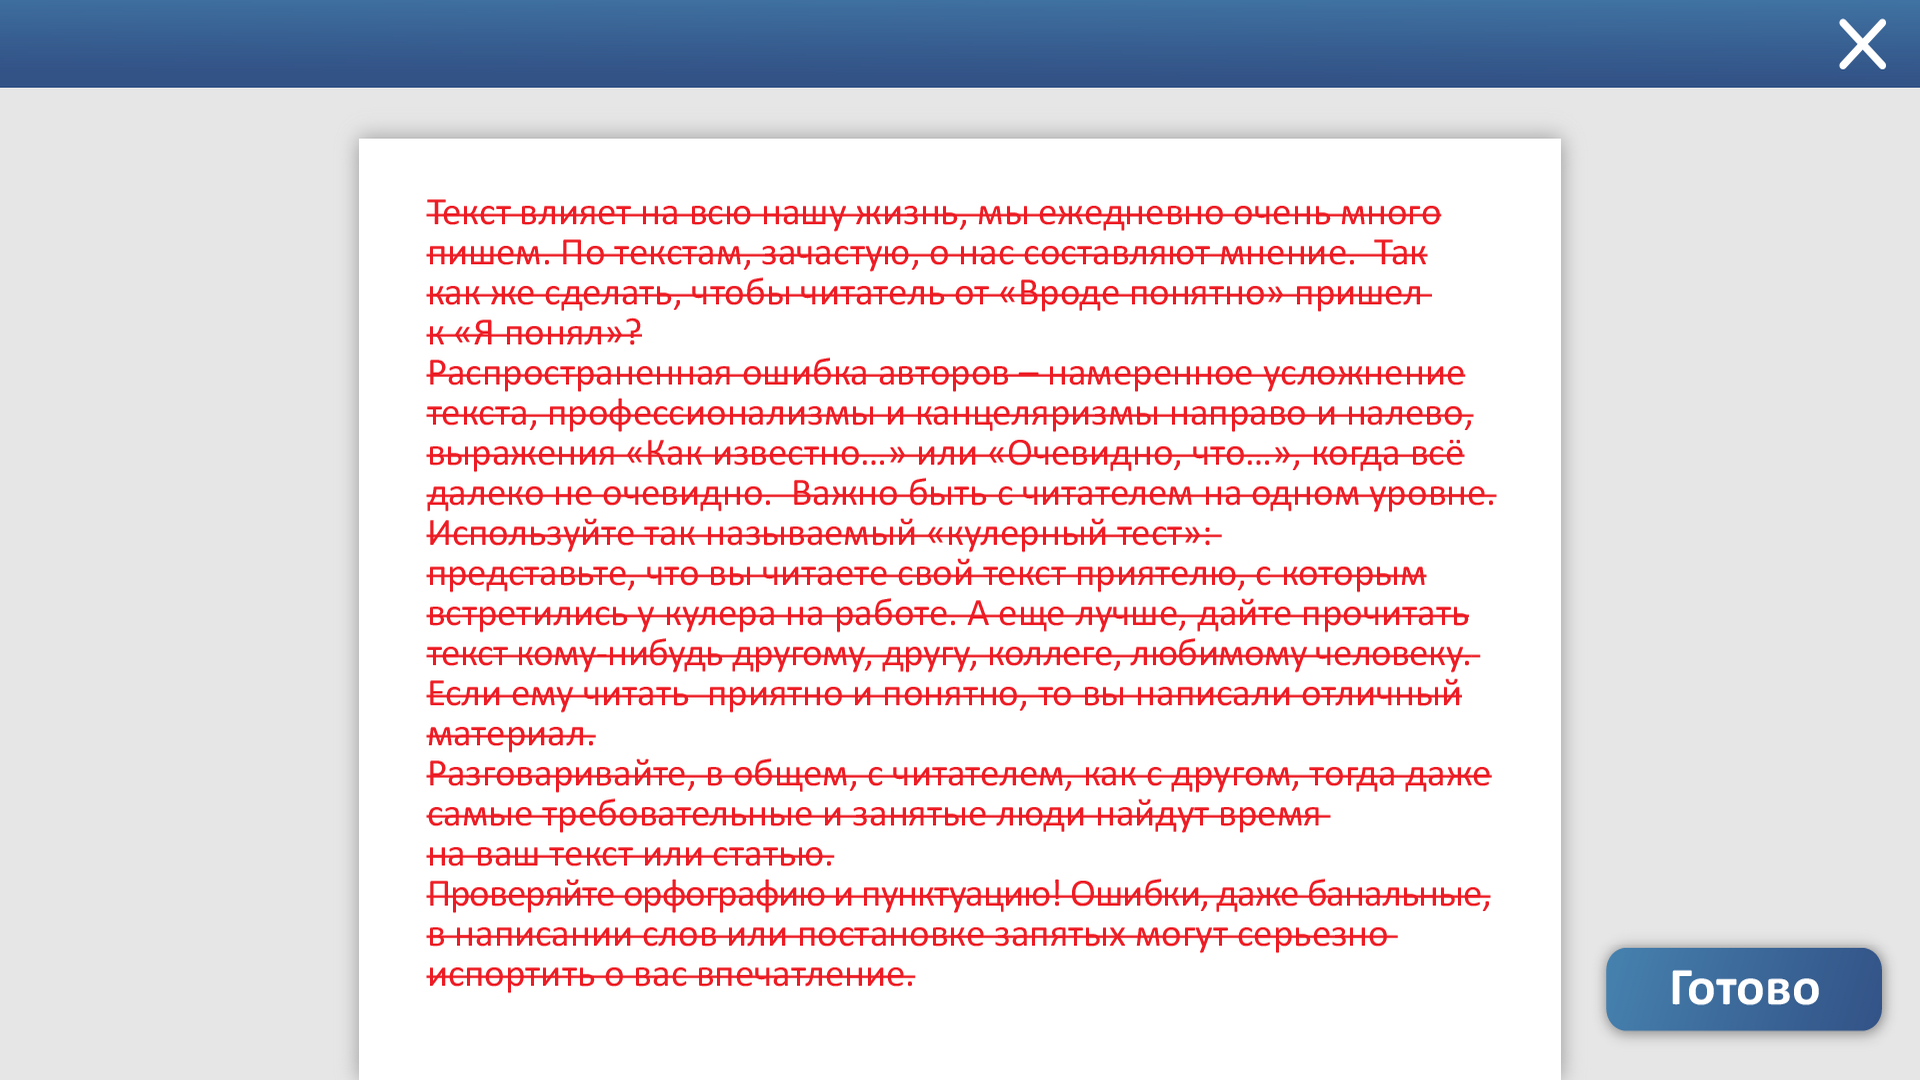 Текст влияет на всю нашу жизнь, мы ежедневно очень много
пишем. По текстам, зачастую, о нас составляют мнение.  Так
как же сделать, чтобы читатель от «Вроде понятно» пришел
к «Я понял»?
Распространенная ошибка авторов – намеренное усложнение
текста, профессионализмы и канцеляризмы направо и налево,
выражения «Как известно...» или «Очевидно, что...», когда всё
далеко не очевидно.  Важно быть с читателем на одном уровне.
Используйте так называемый «кулерный тест»:
представьте, что вы читаете свой текст приятелю, с которым
встретились у кулера на работе. А еще лучше, дайте прочитать
текст кому-нибудь другому, другу, коллеге, любимому человеку.
Если ему читать  приятно и понятно, то вы написали отличный
материал.
Разговаривайте, в общем, с читателем, как с другом, тогда даже
самые требовательные и занятые люди найдут время
на ваш текст или статью.
Проверяйте орфографию и пунктуацию! Ошибки, даже банальные,
в написании слов или постановке запятых могут серьезно
испортить о вас впечатление.
Готово